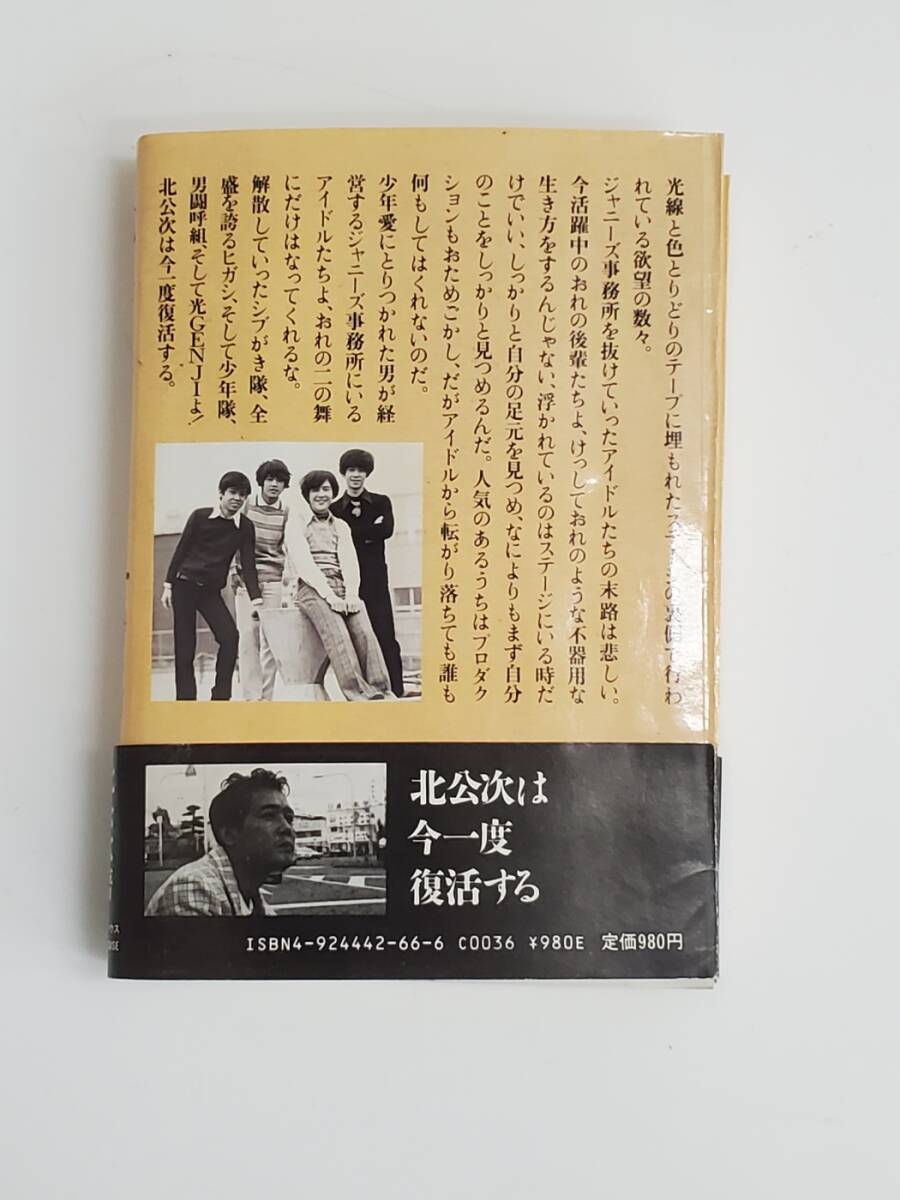 光線と色とりどりのテープに埋もれたステージの裏側で行わ
れている欲望の数々。
ジャニーズ事務所を抜けていったアイドルたちの末路は悲しい。
今活躍中のおれの後輩たちよ、けっしておれのような不器用な
生き方をするんじゃない、浮かれているのはステージにいる時だ
けでいい、しっかりと自分の足元を見つめ、なによりもまず自分
のことをしっかりと見つめるんだ。人気のあるうちはプロダク
ションもおためごかし、だがアイドルから転がり落ちても誰も
何もしてはくれないのだ。
少年愛にとりつかれた男が経
営するジャニーズ事務所にいる
アイドルたちよ、おれの二の舞
にだけはなってくれるな。
解散していったシブがき隊、全
盛を誇るヒガシ、そして少年隊、
男闘呼組、そして光GENJIよ!
北公次は今一度復活する。
北公次は
今一度
復活する
ISBN4-924442-66-6 C0036 ¥980E 定価980円